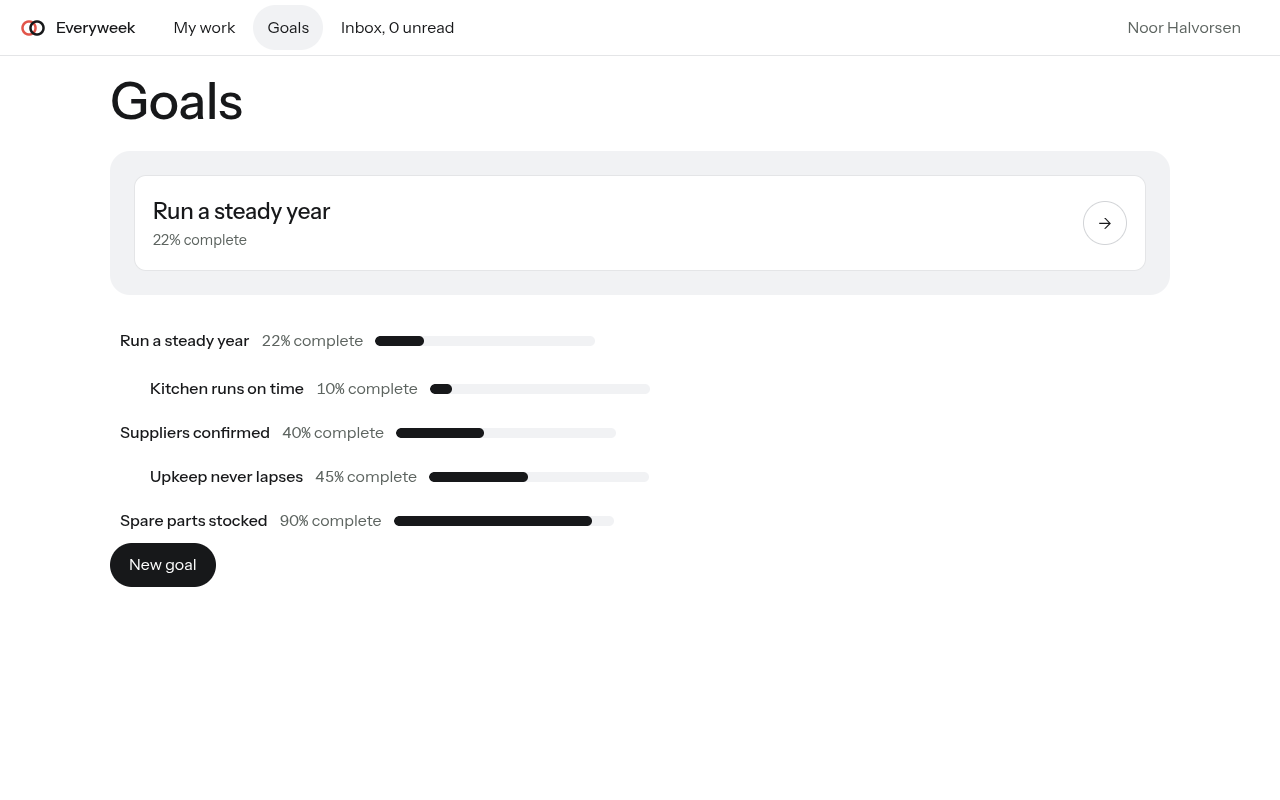 Everyweek My work Goals Inbox, 0 unread Noor Halvorsen
Goals
Run a steady year
22% complete
Run a steady year 22% complete
Kitchen runs on time 10% complete
Suppliers confirmed 40% complete
Upkeep never lapses 45% complete
Spare parts stocked 90% complete
New goal